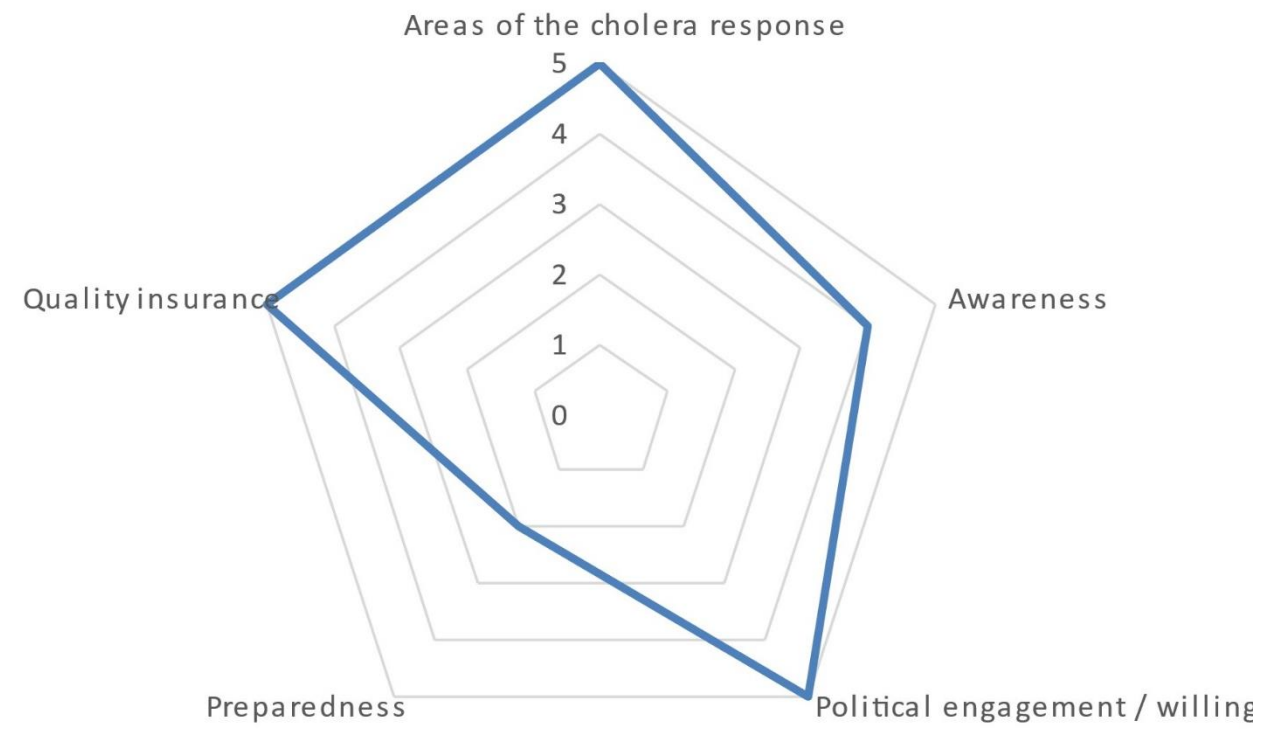 Areas of the cholera response
5
4
3
2
1
0
Quality insurance
Awareness
Preparedness
Political engagement / willing